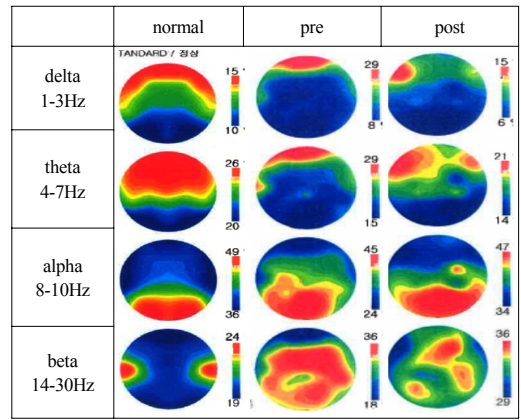 normal pre post
TANDARD / 정상
delta
1-3Hz
15 10
29 8
15 6
theta
4-7Hz
26 20
29 15
21 14
alpha
8-10Hz
49 36
45 24
47 34
beta
14-30Hz
24 19
36 18
36 29